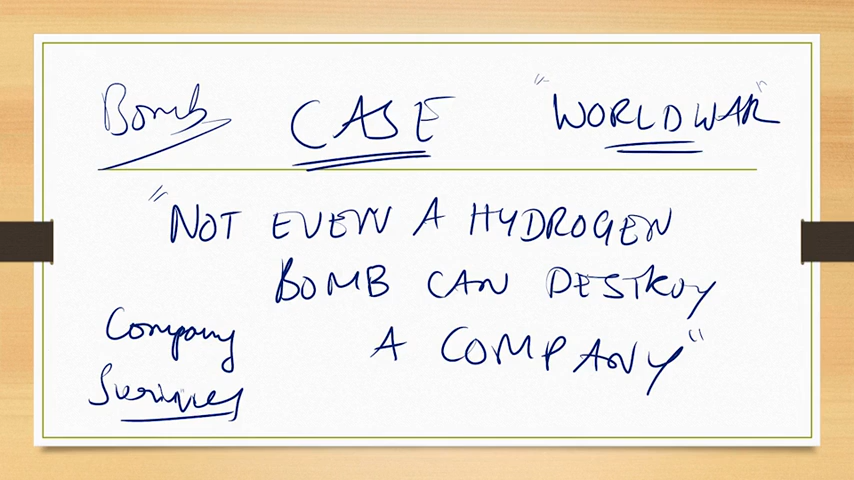 Bomb CASE "WORLDWAR"
"NOT EVEN A HYDROGEN
BOMB CAN DESTROY
A COMPANY"
Company
Survives